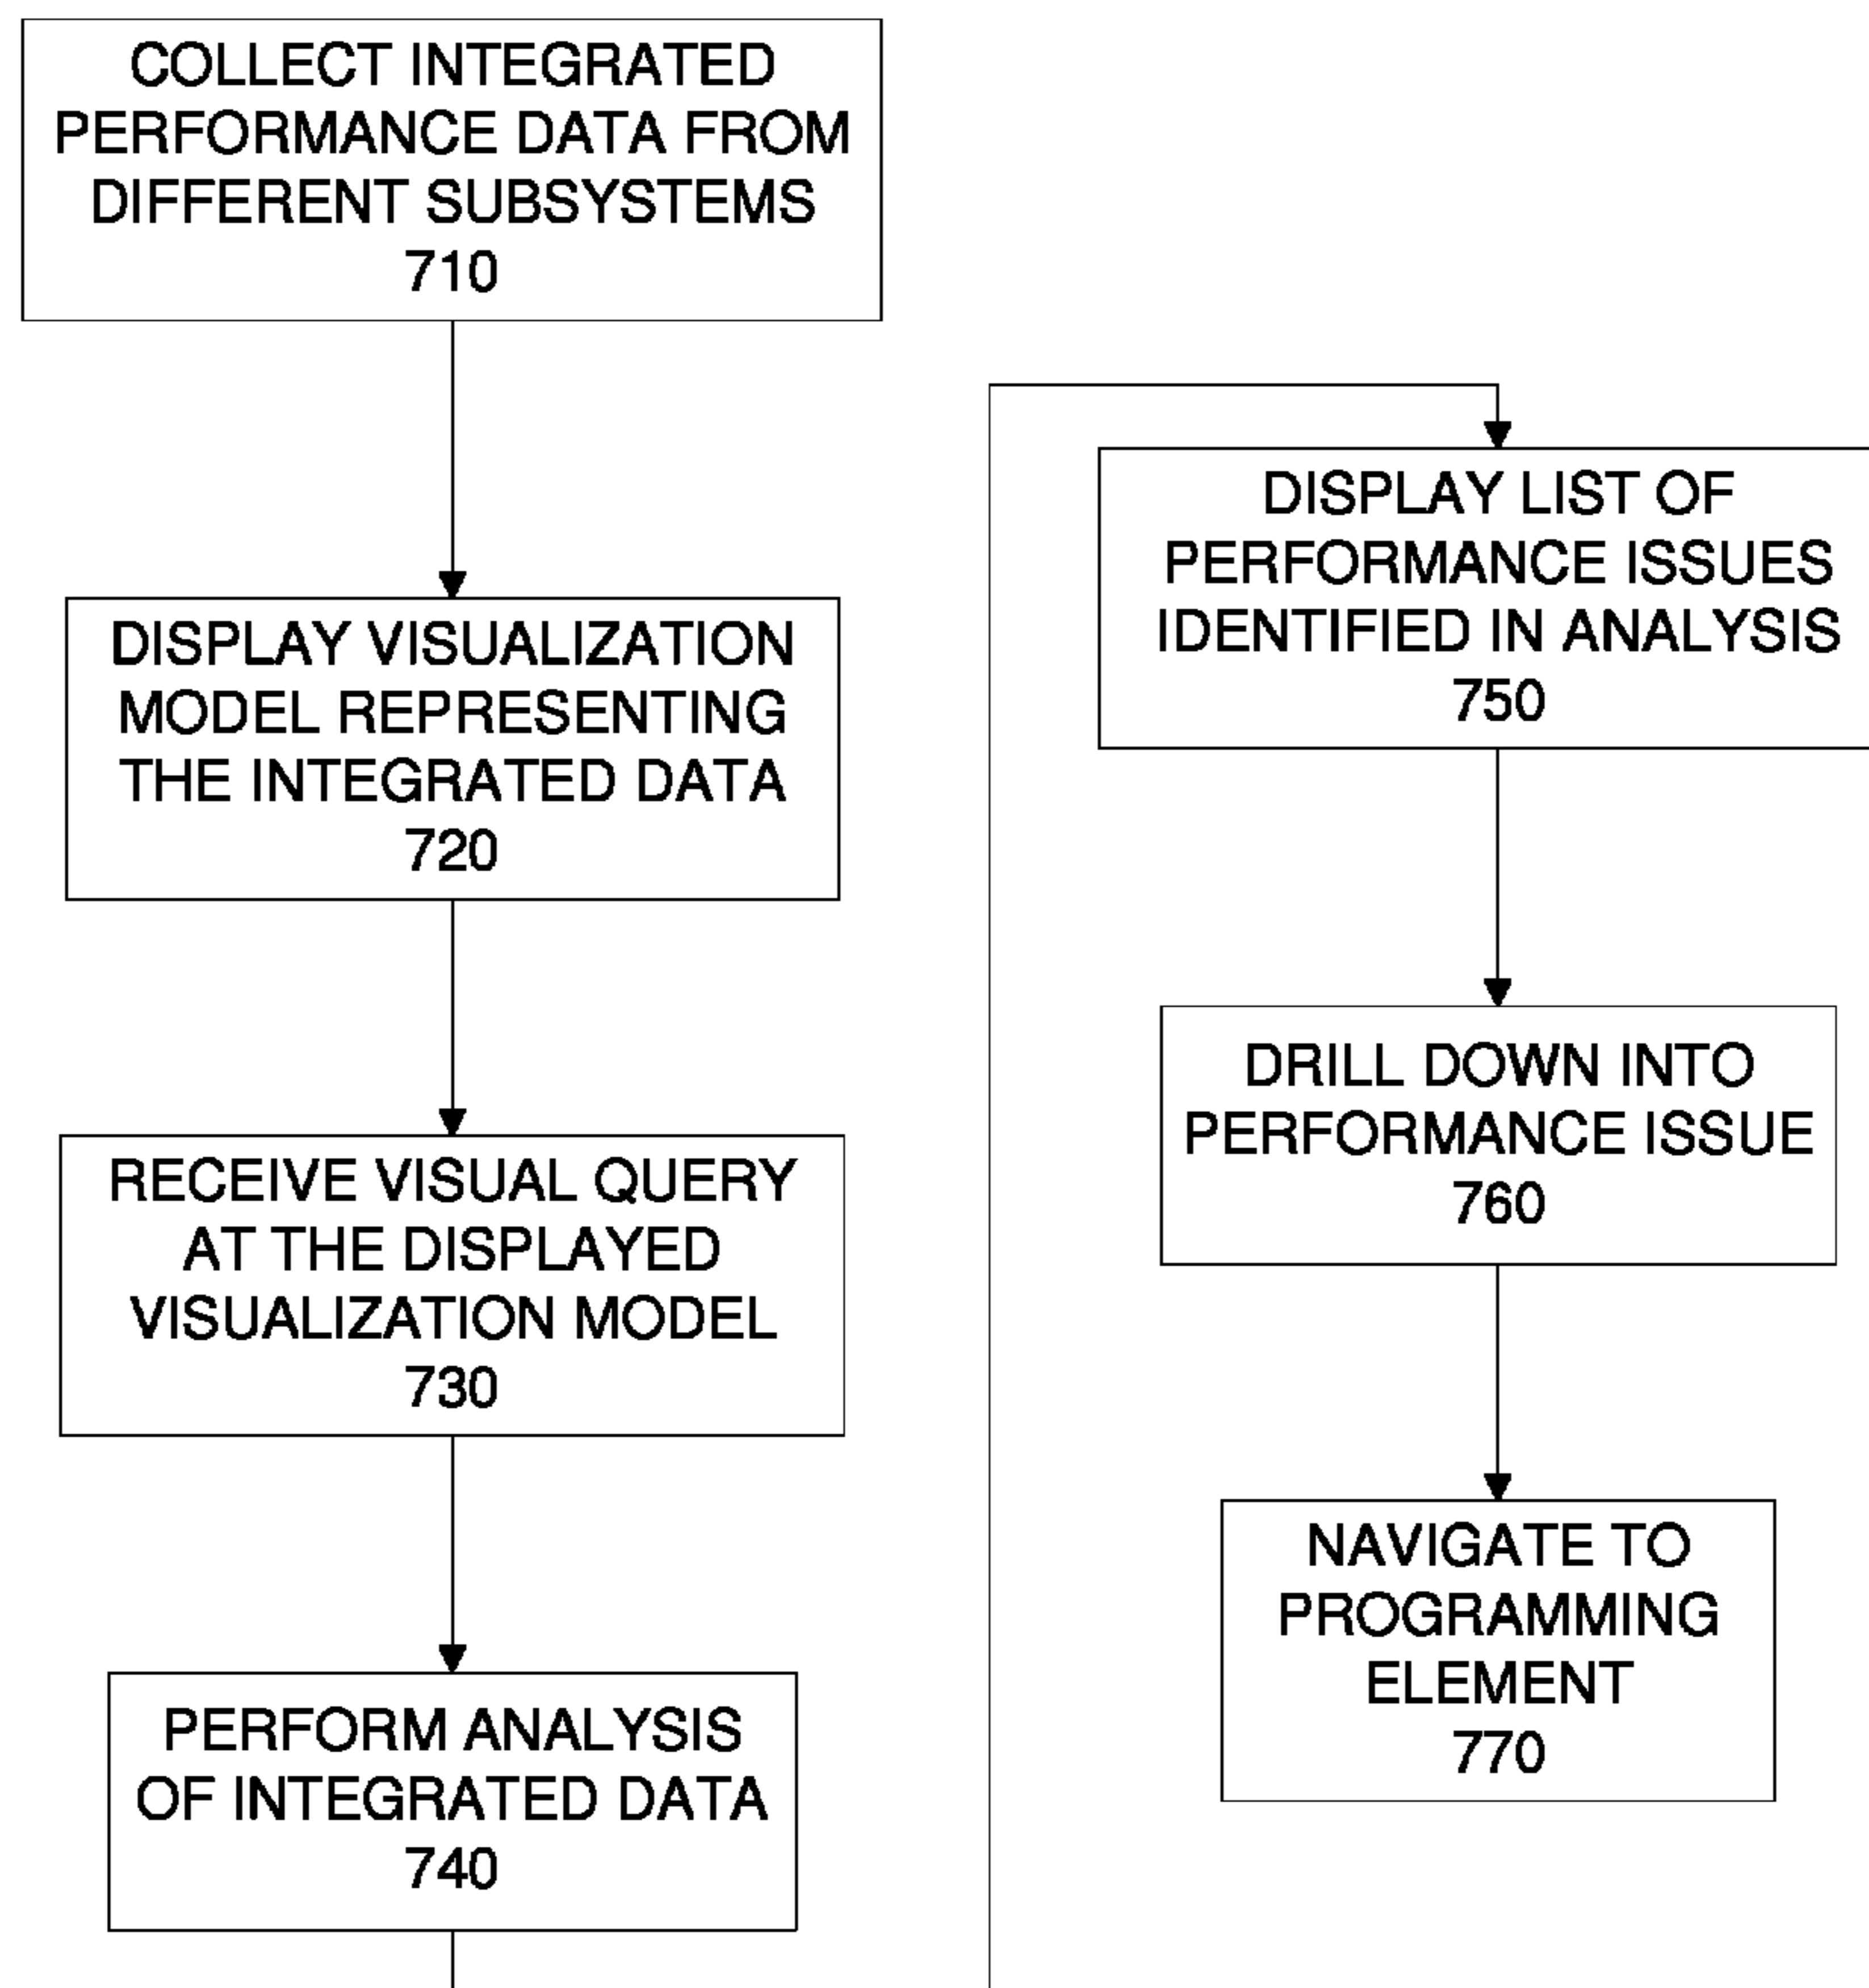 COLLECT INTEGRATED
PERFORMANCE DATA FROM
DIFFERENT SUBSYSTEMS
710
DISPLAY VISUALIZATION
MODEL REPRESENTING
THE INTEGRATED DATA
720
RECEIVE VISUAL QUERY
AT THE DISPLAYED
VISUALIZATION MODEL
730
PERFORM ANALYSIS
OF INTEGRATED DATA
740
DISPLAY LIST OF
PERFORMANCE ISSUES
IDENTIFIED IN ANALYSIS
750
DRILL DOWN INTO
PERFORMANCE ISSUE
760
NAVIGATE TO
PROGRAMMING
ELEMENT
770